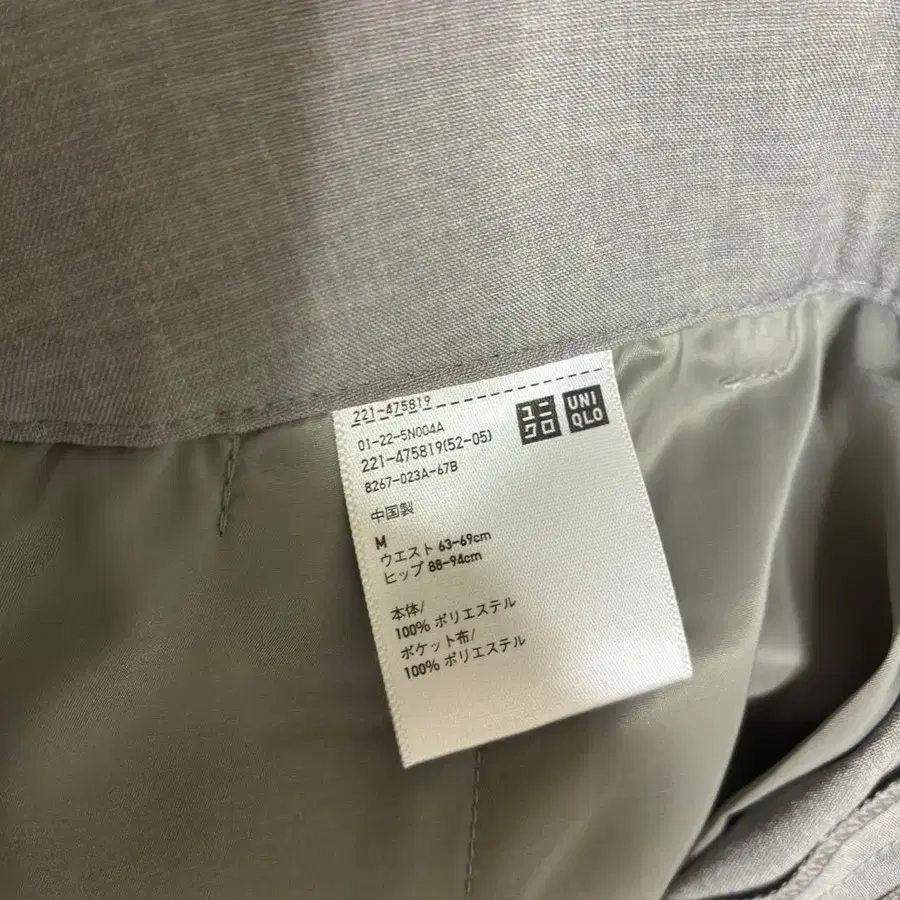 221-475819
ユニ
クロ
UNI
QLO
01-22-5N004A
221-475819(52-05)
8267-023A-67B
中国製
M
ウエスト 63-69cm
ヒップ 88-94cm
本体/
100% ポリエステル
ポケット布/
100% ポリエステル